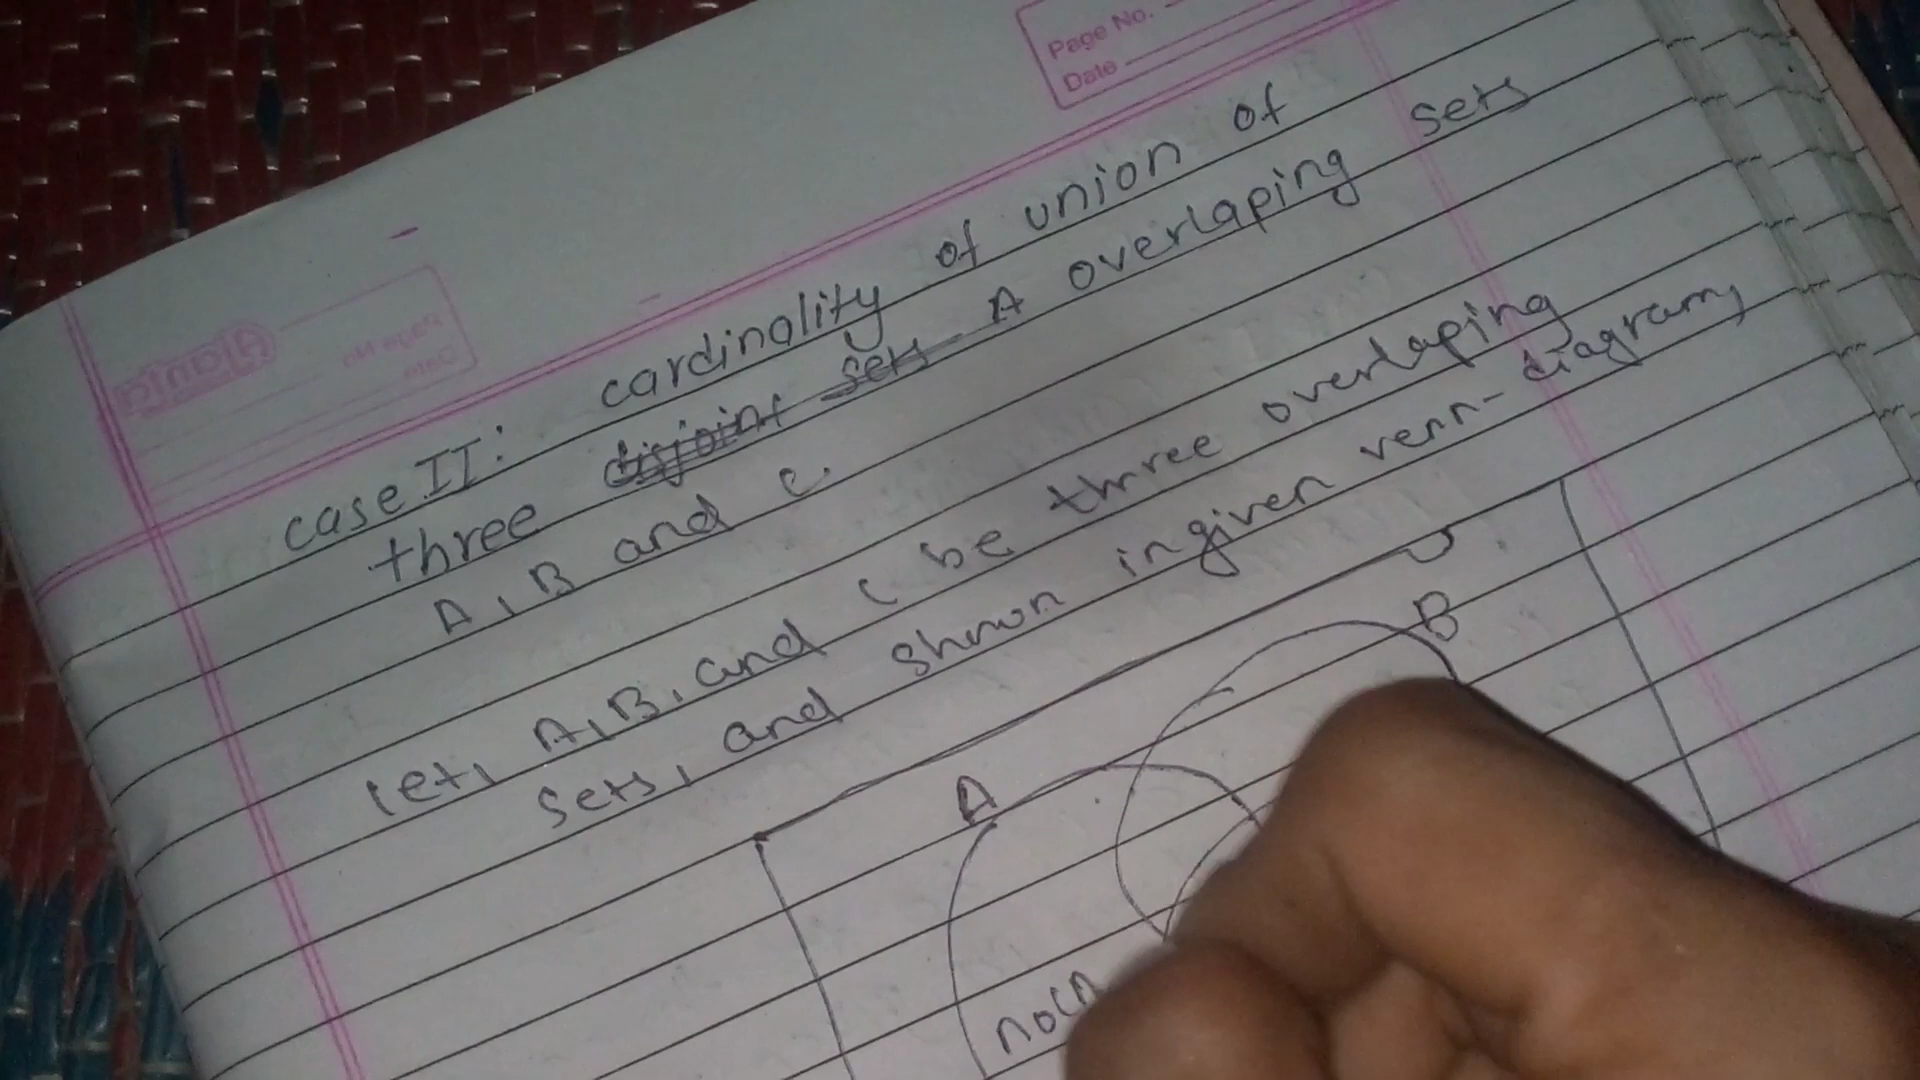 Page No.
Date
case II: cardinality of union of
three disjoint sets A overlaping sets
A, B and C.
let, A, B, and C be three overlaping
sets, and shown in given venn-diagram,
U
B
A
no(A